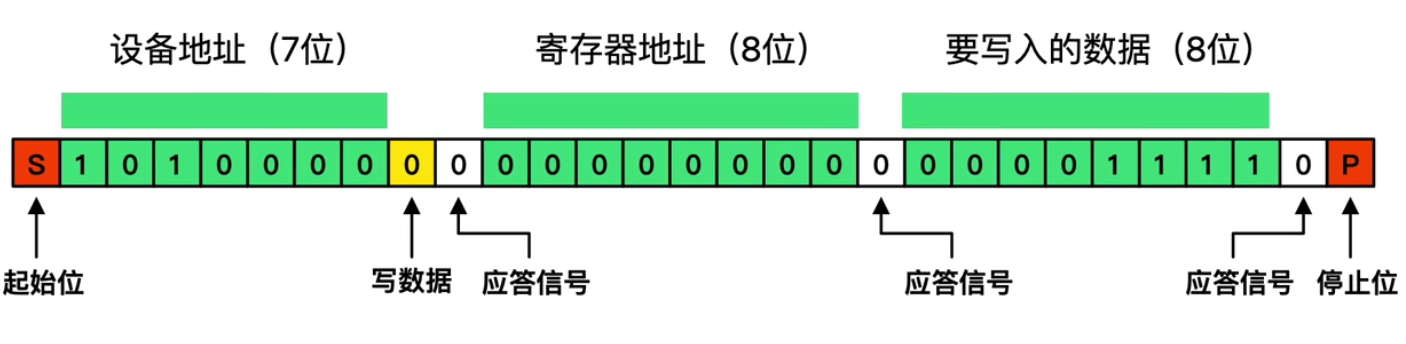 设备地址（7位） 寄存器地址（8位） 要写入的数据（8位）
S 1 0 1 0 0 0 0 0 0 0 0 0 0 0 0 0 0 0 0 0 0 0 1 1 1 1 0 P
起始位 写数据 应答信号 应答信号 应答信号 停止位